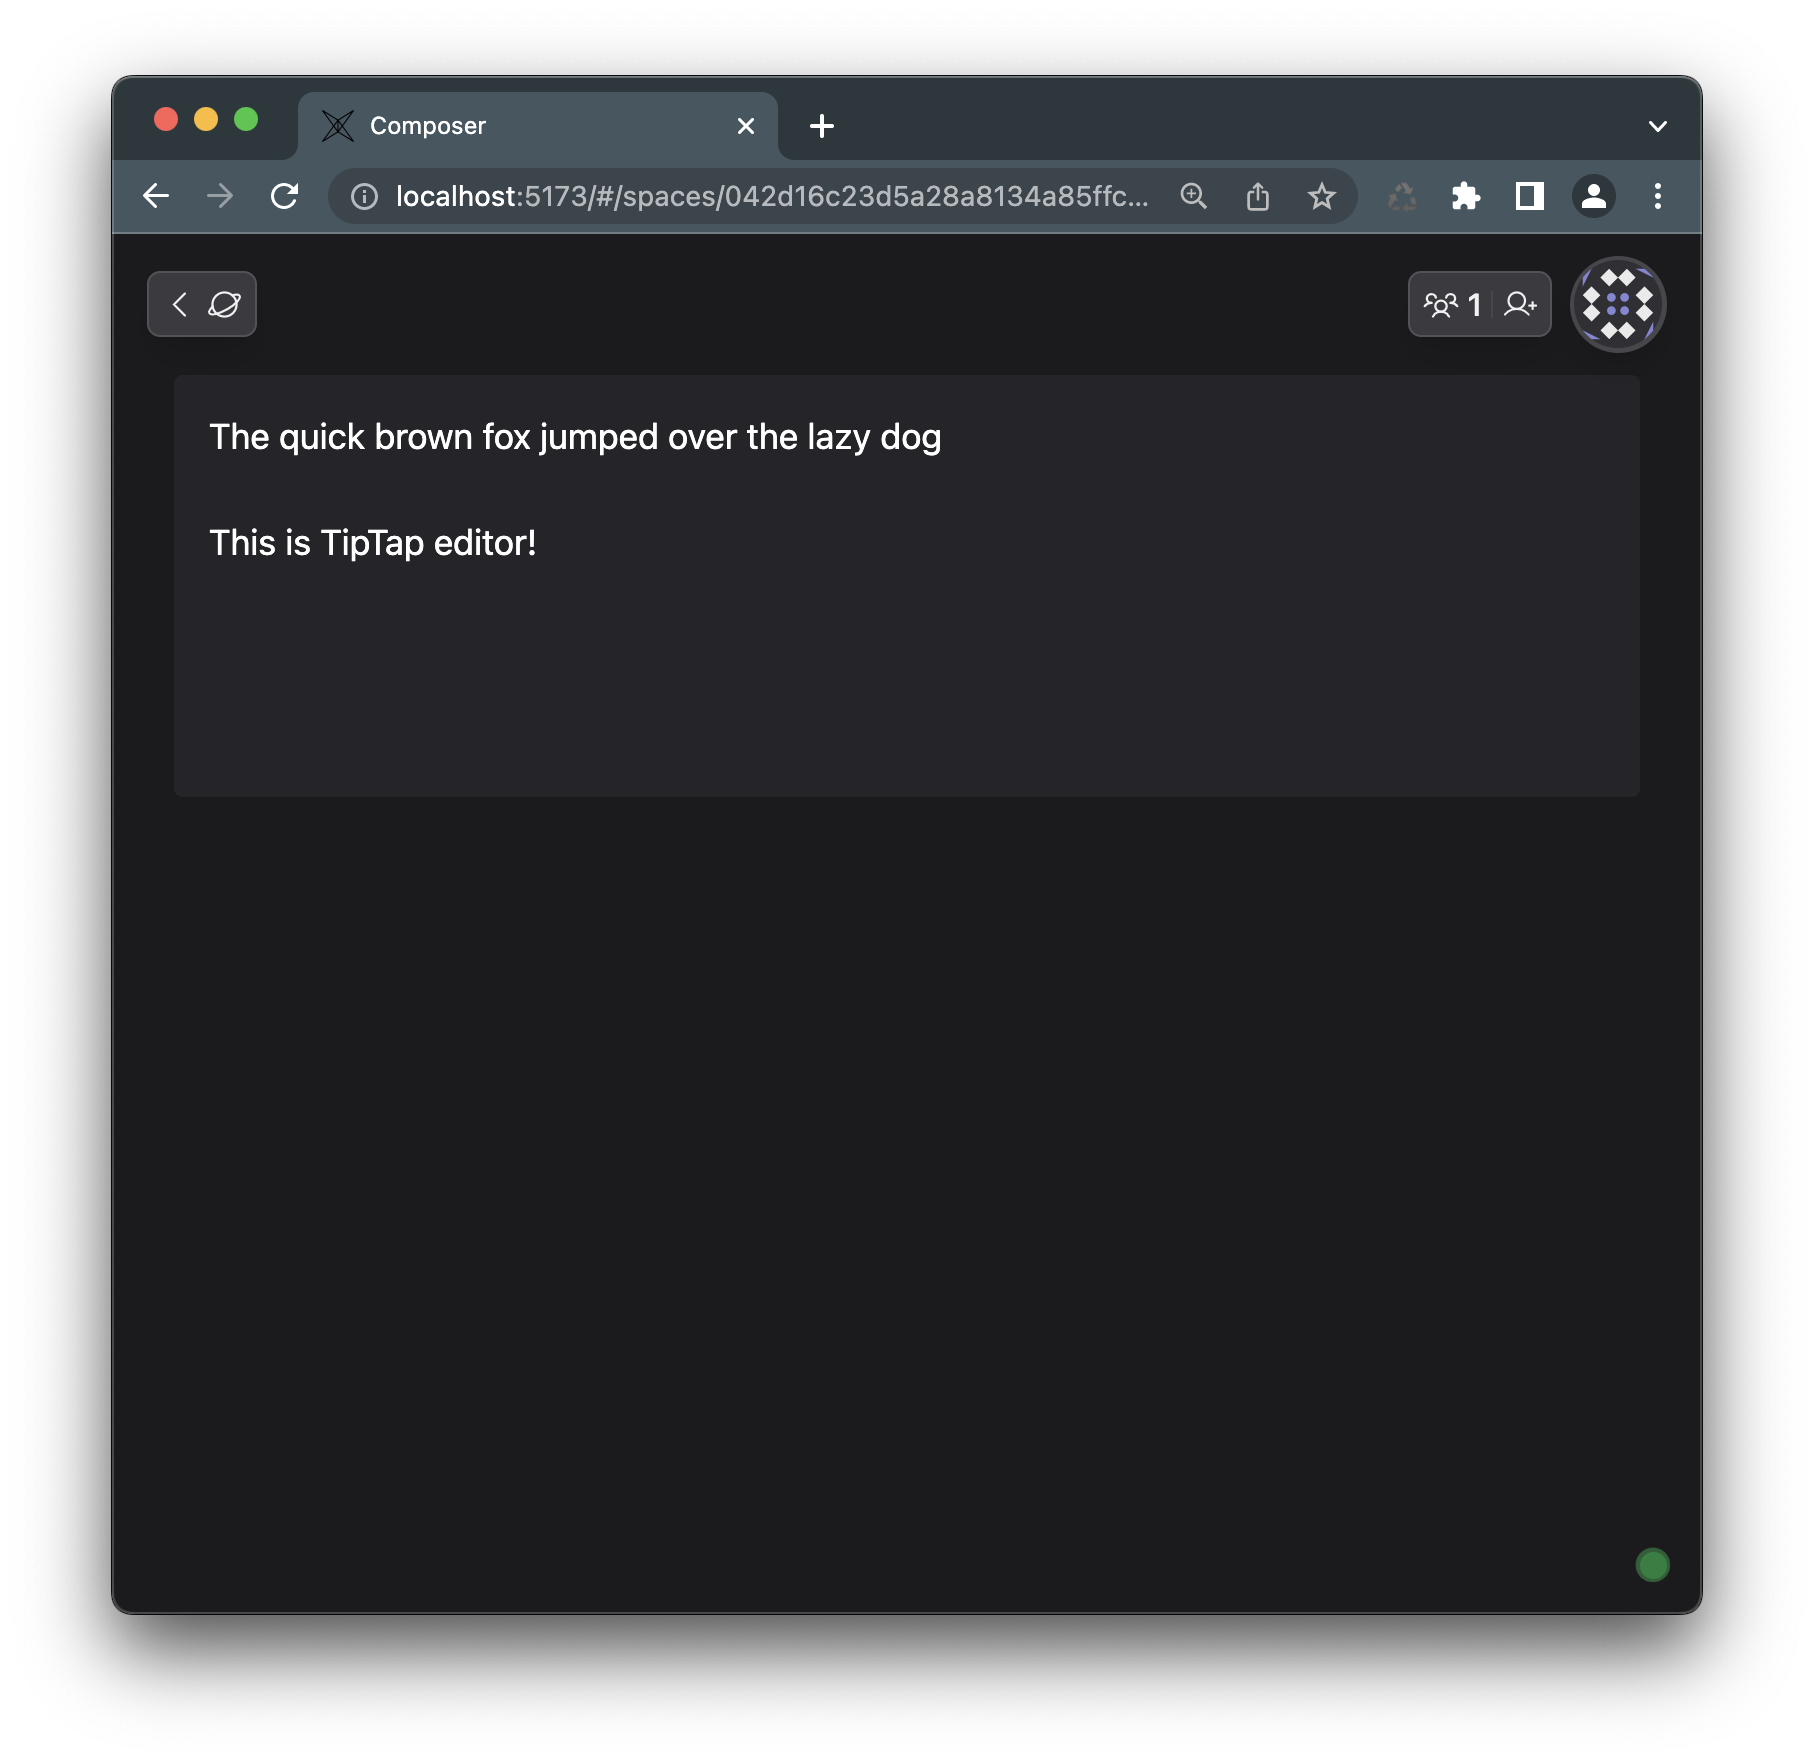 Composer
localhost:5173/#/spaces/042d16c23d5a28a8134a85ffc...
1
The quick brown fox jumped over the lazy dog
This is TipTap editor!